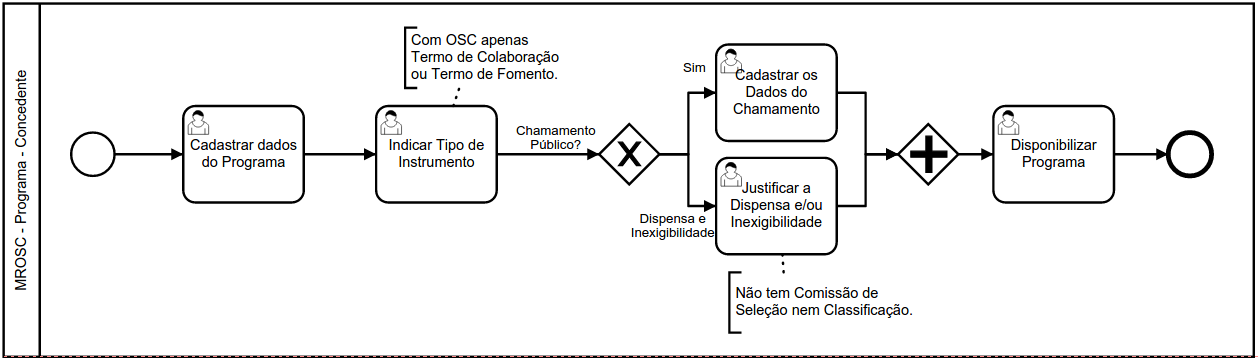 MROSC - Programa - Concedente
Cadastrar dados
do Programa
Com OSC apenas
Termo de Colaboração
ou Termo de Fomento.
Indicar Tipo de
Instrumento
Chamamento
Público?
Sim
Cadastrar os
Dados do
Chamamento
Dispensa e
Inexigibilidade
Justificar a
Dispensa e/ou
Inexigibilidade
Não tem Comissão de
Seleção nem Classificação.
Disponibilizar
Programa